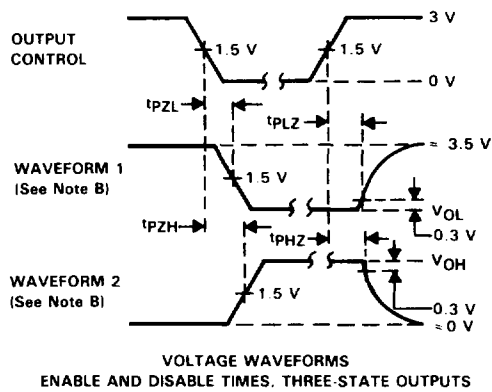 OUTPUT
CONTROL
1.5 V
1.5 V
3 V
0 V
tPZL
tPLZ
WAVEFORM 1
(See Note B)
1.5 V
≈ 3.5 V
VOL
0.3 V
tPZH
tPHZ
WAVEFORM 2
(See Note B)
1.5 V
VOH
0.3 V
≈0 V
VOLTAGE WAVEFORMS
ENABLE AND DISABLE TIMES, THREE-STATE OUTPUTS